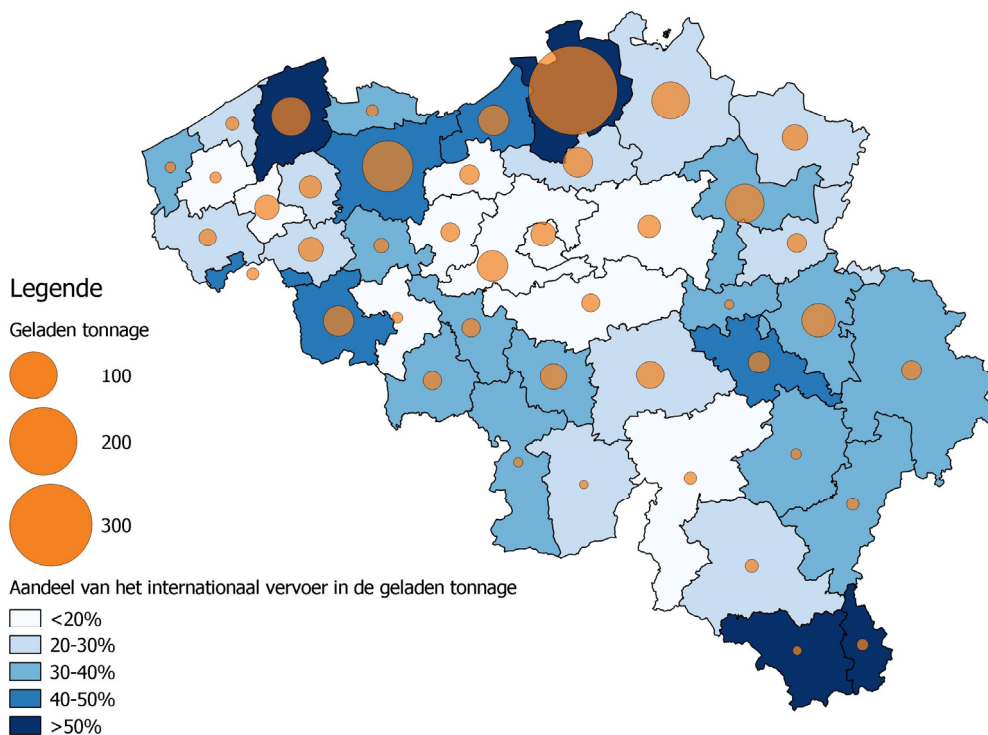 Legende
Geladen tonnage
100
200
300
Aandeel van het internationaal vervoer in de geladen tonnage
<20%
20-30%
30-40%
40-50%
>50%